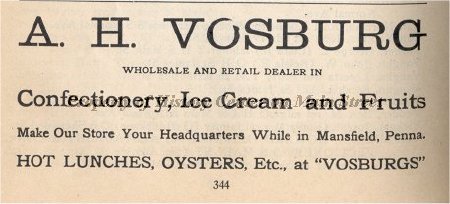 A. H. VOSBURG
WHOLESALE AND RETAIL DEALER IN
Confectionery, Ice Cream and Fruits
Make Our Store Your Headquarters While in Mansfield, Penna.
HOT LUNCHES, OYSTERS, Etc., at "VOSBURGS"
344